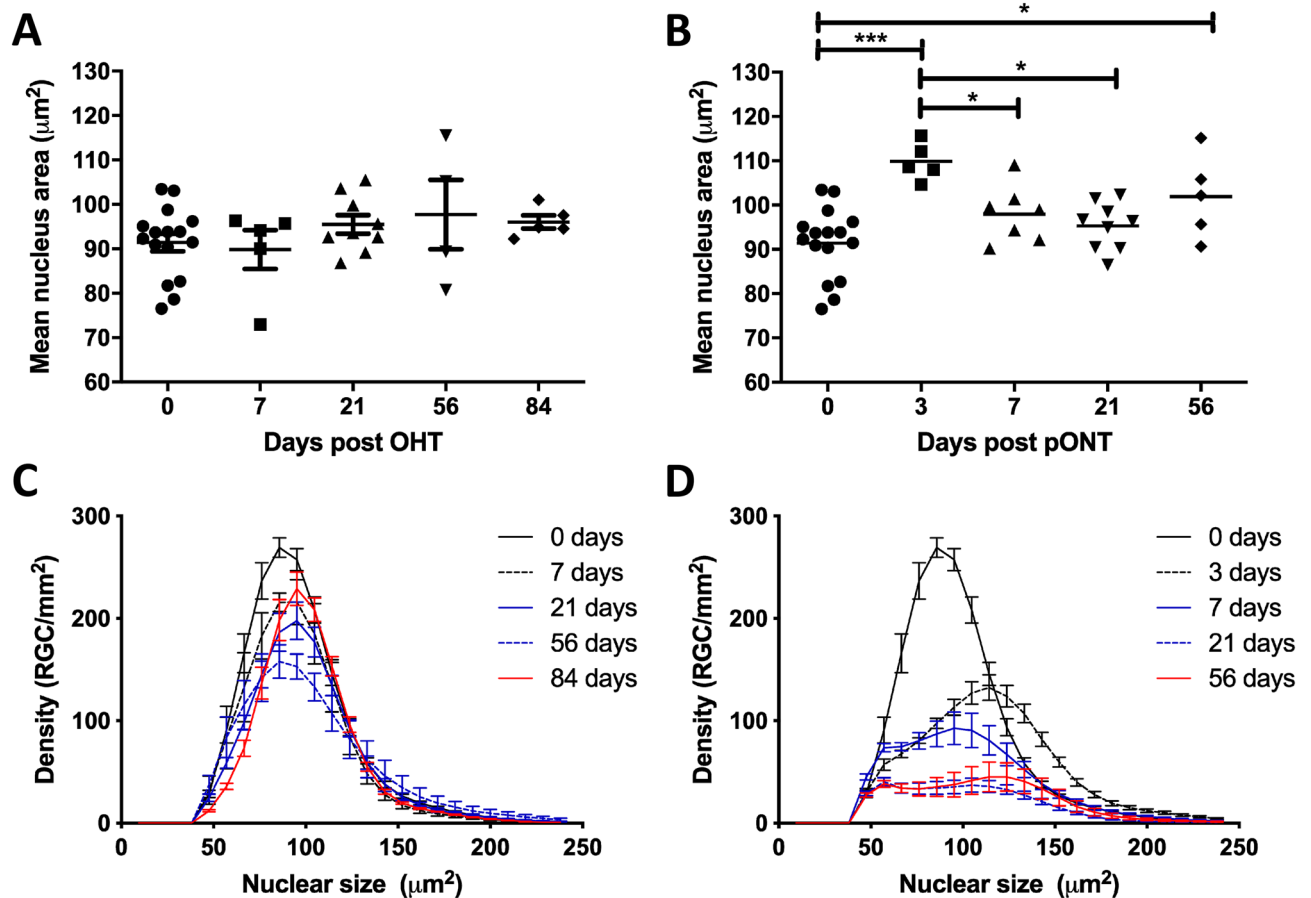 A
Mean nucleus area (μm²)
130
120
110
100
90
80
70
60
0 7 21 56 84
Days post OHT
B
*
***
*
*
Mean nucleus area (μm²)
130
120
110
100
90
80
70
60
0 3 7 21 56
Days post pONT
C
Density (RGC/mm²)
300
200
100
0
0 50 100 150 200 250
Nuclear size (μm²)
0 days
7 days
21 days
56 days
84 days
D
Density (RGC/mm²)
300
200
100
0
0 50 100 150 200 250
Nuclear size (μm²)
0 days
3 days
7 days
21 days
56 days